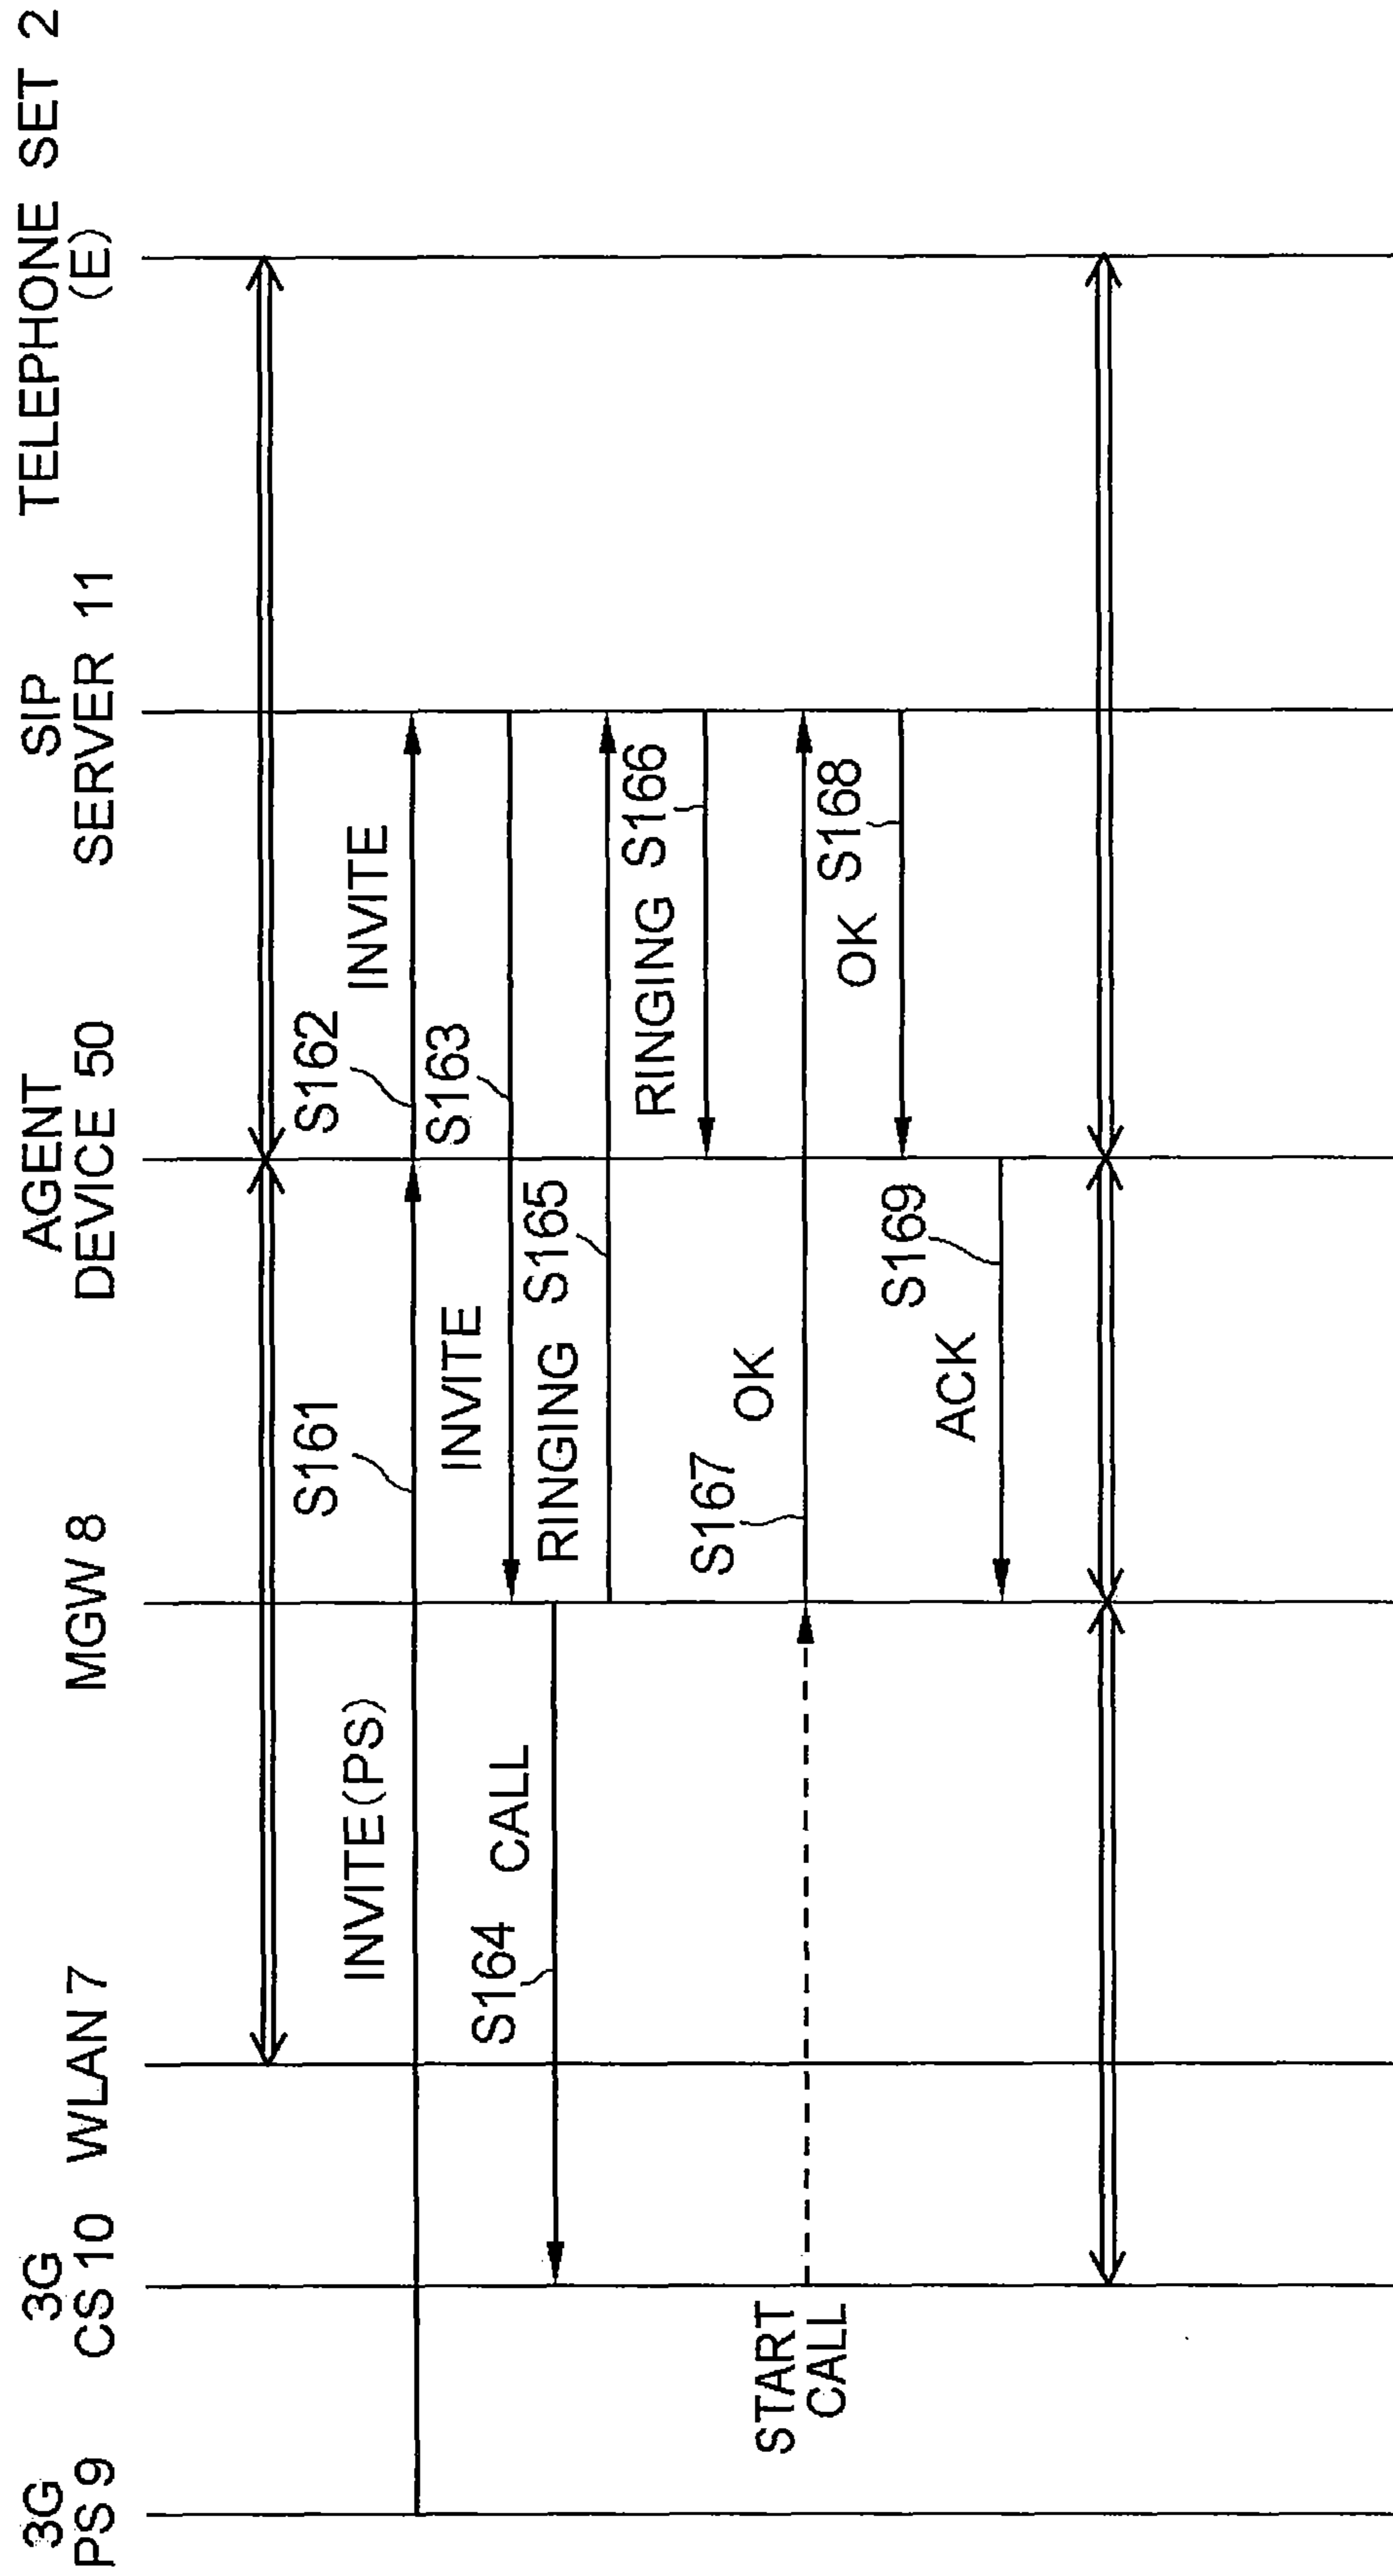 3G
PS 9
3G
CS 10
WLAN 7
MGW 8
AGENT
DEVICE 50
SIP
SERVER 11
TELEPHONE SET 2
(E)
INVITE(PS)
S161
S162
INVITE
INVITE
S163
S164
CALL
RINGING
S165
RINGING
S166
START
CALL
S167
OK
OK
S168
ACK
S169